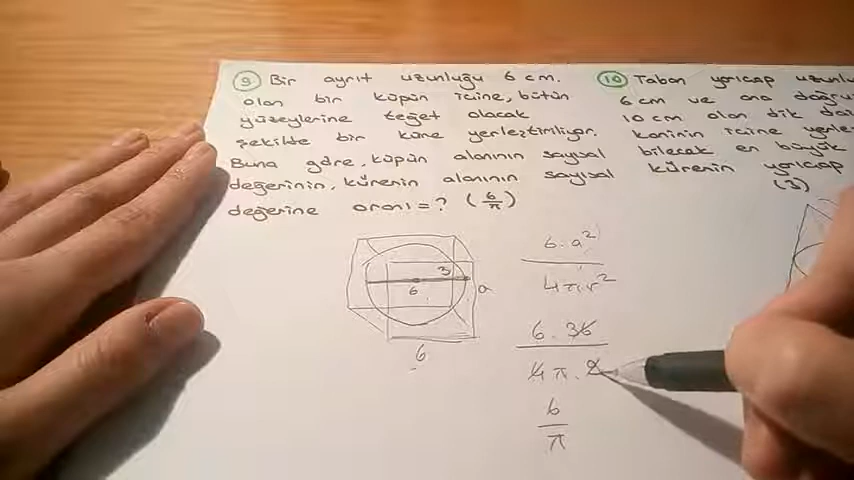 9 Bir ayrıt uzunluğu 6 cm.
olan bir küpün içine, bütün
yüzeylerine teğet olacak
şekilde bir küre yerleştiriliyor.
Buna göre, küpün alanının sayısal
değerinin, kürenin alanının sayısal
değerine oranı = ? (6/π)
3
6
a
6
6.a²
4πr²
6.36
4π.9
6
π
10 Taban yarıçap
6 cm ve ana
10 cm olan dik
koninin içine
bilecek en büyük
kürenin yarıçap
(3)